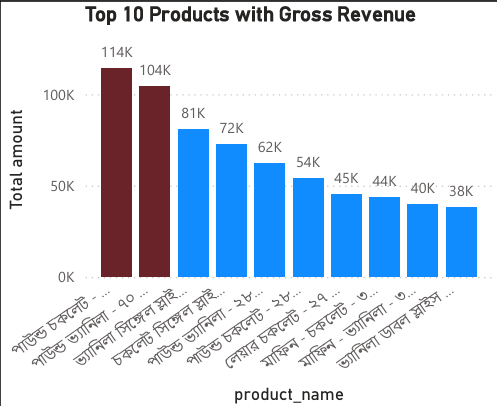 Top 10 Products with Gross Revenue
Total amount
100K
50K
0K
114K
104K
81K
72K
62K
54K
45K
44K
40K
38K
পাউন্ড চকলেট - ...
পাউন্ড ভ্যানিলা - ৭০ ...
ভ্যানিলা সিঙ্গেল স্লাই...
চকলেট সিঙ্গেল স্লাই...
পাউন্ড ভ্যানিলা - ২৮...
পাউন্ড চকলেট - ২৮...
লেয়ার চকলেট - ২৭ ...
মাফিন - চকলেট - ৩...
মাফিন - ভ্যানিলা - ৩...
ভ্যানিলা ডাবল স্লাইস ...
product_name